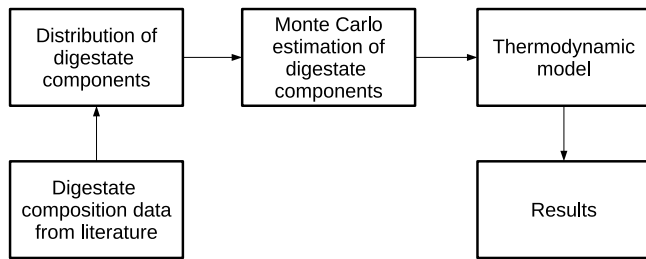 Distribution of
digestate
components
Monte Carlo
estimation of
digestate
components
Thermodynamic
model
Digestate
composition data
from literature
Results